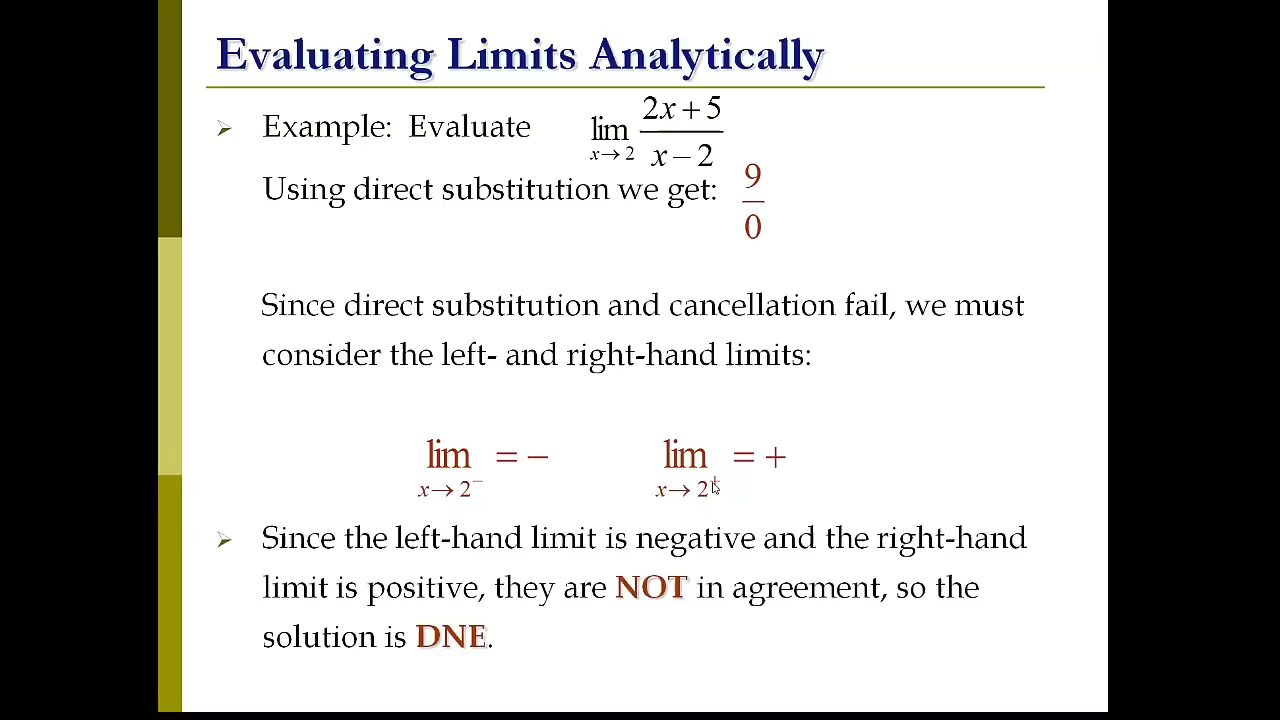 Evaluating Limits Analytically
Example: Evaluate lim x→2 (2x + 5)/(x − 2)
Using direct substitution we get: 9/0
Since direct substitution and cancellation fail, we must
consider the left- and right-hand limits:
lim x→2⁻ = − lim x→2⁺ = +
Since the left-hand limit is negative and the right-hand
limit is positive, they are NOT in agreement, so the
solution is DNE.